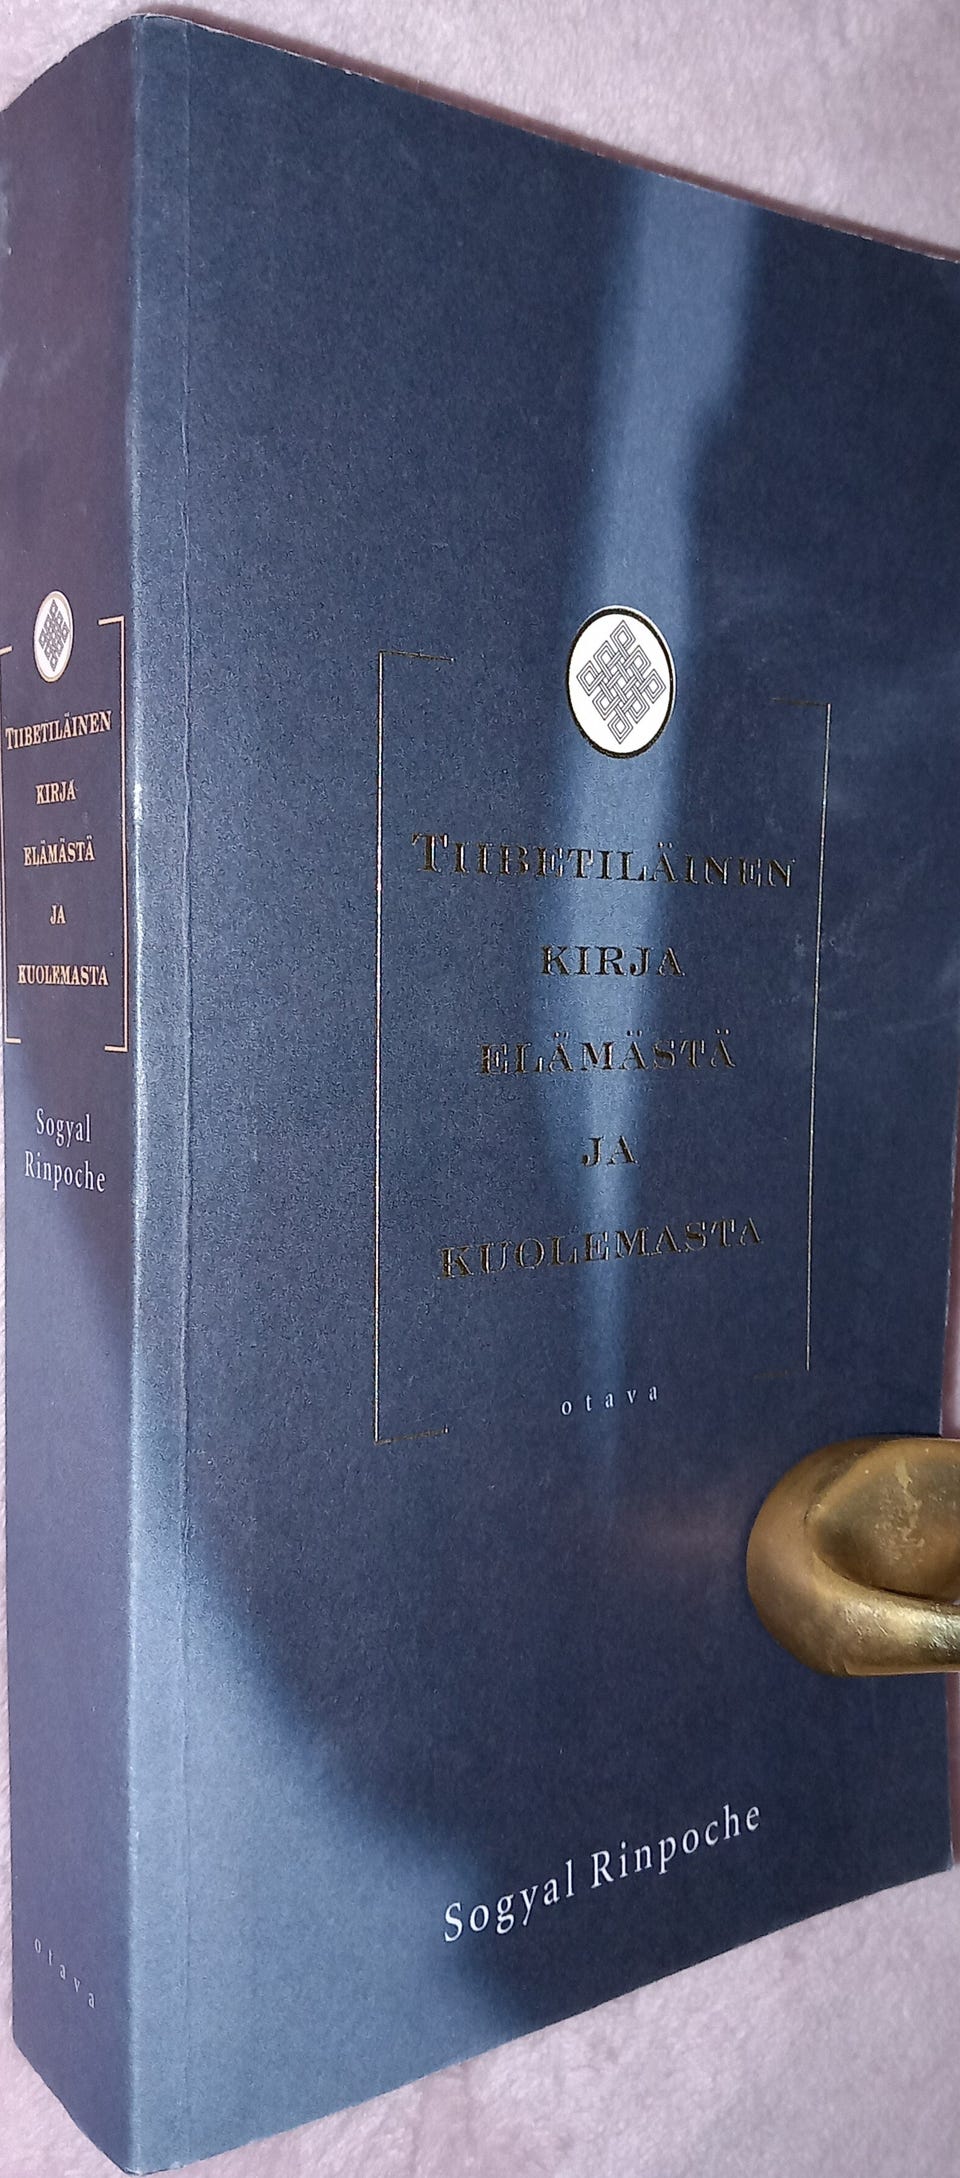 TIIBETILÄINEN
KIRJA
ELÄMÄSTÄ
JA
KUOLEMASTA
Sogyal
Rinpoche
otava
TIIBETILÄINEN
KIRJA
ELÄMÄSTÄ
JA
KUOLEMASTA
otava
Sogyal Rinpoche